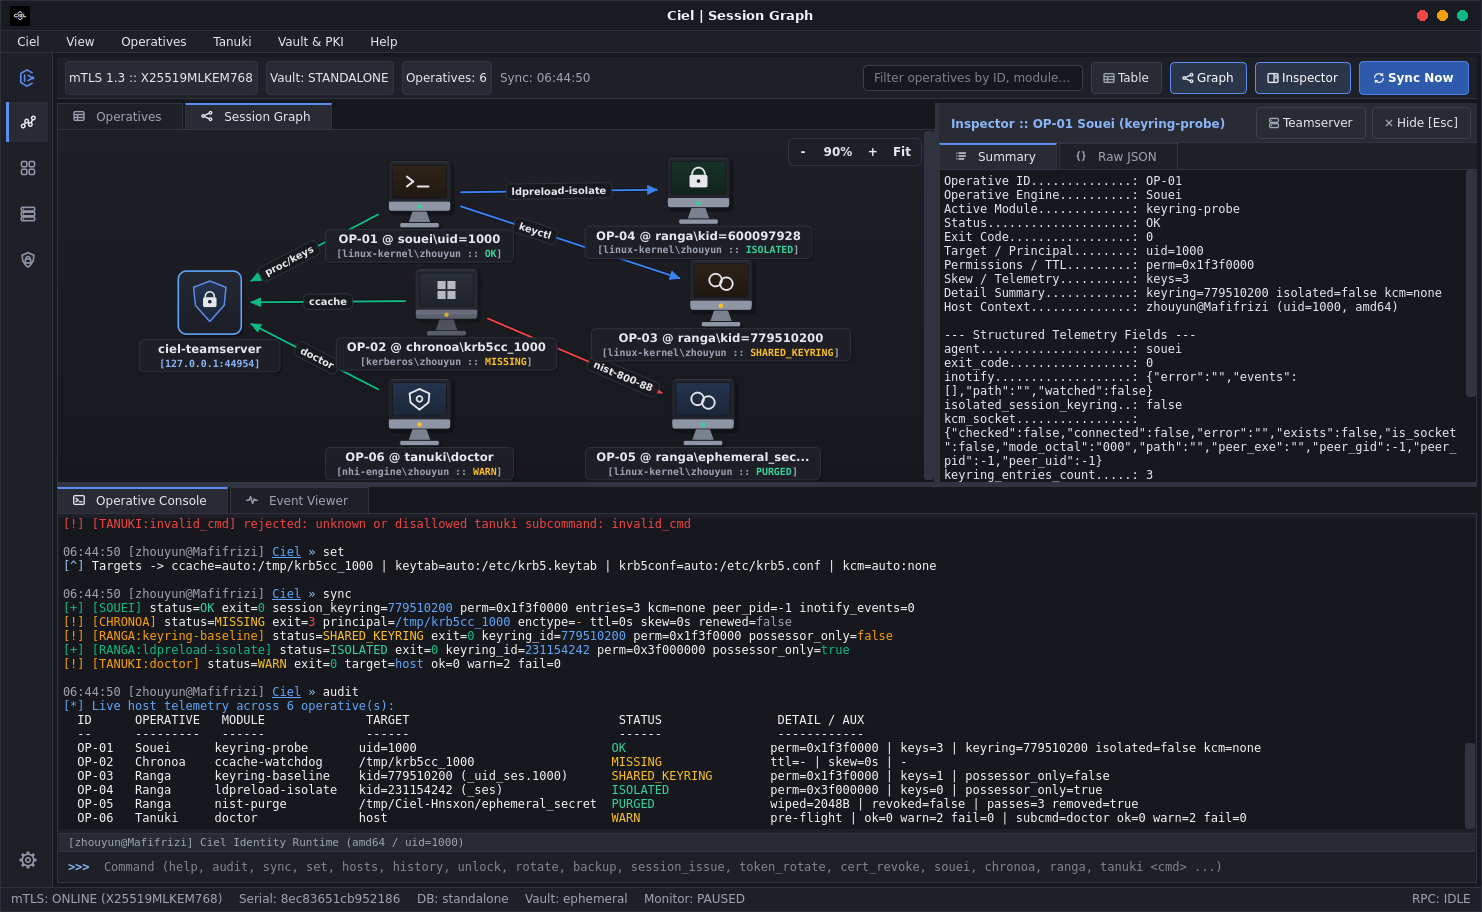 Ciel | Session Graph
Ciel View Operatives Tanuki Vault & PKI Help
mTLS 1.3 :: X25519MLKEM768 Vault: STANDALONE Operatives: 6 Sync: 06:44:50 Filter operatives by ID, module... Table Graph Inspector Sync Now
Operatives Session Graph
- 90% + Fit
ldpreload-isolate
OP-01 @ souei\uid=1000
[linux-kernel\zhouyun :: OK]
keyctl
OP-04 @ ranga\kid=600097928
[linux-kernel\zhouyun :: ISOLATED]
proc/keys
ccache
ciel-teamserver
[127.0.0.1:44954]
OP-03 @ ranga\kid=779510200
[linux-kernel\zhouyun :: SHARED_KEYRING]
OP-02 @ chronoa\krb5cc_1000
[kerberos\zhouyun :: MISSING]
doctor
nist-800-88
OP-06 @ tanuki\doctor
[nhi-engine\zhouyun :: WARN]
OP-05 @ ranga\ephemeral_sec...
[linux-kernel\zhouyun :: PURGED]
Inspector :: OP-01 Souei (keyring-probe) Teamserver × Hide [Esc]
Summary {} Raw JSON
Operative ID..............: OP-01
Operative Engine..........: Souei
Active Module.............: keyring-probe
Status....................: OK
Exit Code.................: 0
Target / Principal........: uid=1000
Permissions / TTL.........: perm=0x1f3f0000
Skew / Telemetry..........: keys=3
Detail Summary............: keyring=779510200 isolated=false kcm=none
Host Context..............: zhouyun@Mafifrizi (uid=1000, amd64)
--- Structured Telemetry Fields ---
agent.....................: souei
exit_code.................: 0
inotify...................: {"error":"","events":
[],"path":"","watched":false}
isolated_session_keyring..: false
kcm_socket................:
{"checked":false,"connected":false,"error":"","exists":false,"is_socket
":false,"mode_octal":"000","path":"","peer_exe":"","peer_gid":-1,"peer_
pid":-1,"peer_uid":-1}
keyring_entries_count.....: 3
Operative Console Event Viewer
[!] [TANUKI:invalid_cmd] rejected: unknown or disallowed tanuki subcommand: invalid_cmd
06:44:50 [zhouyun@Mafifrizi] Ciel » set
[^] Targets -> ccache=auto:/tmp/krb5cc_1000 | keytab=auto:/etc/krb5.keytab | krb5conf=auto:/etc/krb5.conf | kcm=auto:none
06:44:50 [zhouyun@Mafifrizi] Ciel » sync
[+] [SOUEI] status=OK exit=0 session_keyring=779510200 perm=0x1f3f0000 entries=3 kcm=none peer_pid=-1 inotify_events=0
[!] [CHRONOA] status=MISSING exit=3 principal=/tmp/krb5cc_1000 enctype=- ttl=0s skew=0s renewed=false
[!] [RANGA:keyring-baseline] status=SHARED_KEYRING exit=0 keyring_id=779510200 perm=0x1f3f0000 possessor_only=false
[+] [RANGA:ldpreload-isolate] status=ISOLATED exit=0 keyring_id=231154242 perm=0x3f000000 possessor_only=true
[!] [TANUKI:doctor] status=WARN exit=0 target=host ok=0 warn=2 fail=0
06:44:50 [zhouyun@Mafifrizi] Ciel » audit
[*] Live host telemetry across 6 operative(s):
ID OPERATIVE MODULE TARGET STATUS DETAIL / AUX
-- --------- ------ ------ ------ ------------
OP-01 Souei keyring-probe uid=1000 OK perm=0x1f3f0000 | keys=3 | keyring=779510200 isolated=false kcm=none
OP-02 Chronoa ccache-watchdog /tmp/krb5cc_1000 MISSING ttl=- | skew=0s | -
OP-03 Ranga keyring-baseline kid=779510200 (_uid_ses.1000) SHARED_KEYRING perm=0x1f3f0000 | keys=1 | possessor_only=false
OP-04 Ranga ldpreload-isolate kid=231154242 (_ses) ISOLATED perm=0x3f000000 | keys=0 | possessor_only=true
OP-05 Ranga nist-purge /tmp/Ciel-Hnsxon/ephemeral_secret PURGED wiped=2048B | revoked=false | passes=3 removed=true
OP-06 Tanuki doctor host WARN pre-flight | ok=0 warn=2 fail=0 | subcmd=doctor ok=0 warn=2 fail=0
[zhouyun@Mafifrizi] Ciel Identity Runtime (amd64 / uid=1000)
>>> Command (help, audit, sync, set, hosts, history, unlock, rotate, backup, session_issue, token_rotate, cert_revoke, souei, chronoa, ranga, tanuki <cmd> ...)
mTLS: ONLINE (X25519MLKEM768) Serial: 8ec83651cb952186 DB: standalone Vault: ephemeral Monitor: PAUSED RPC: IDLE